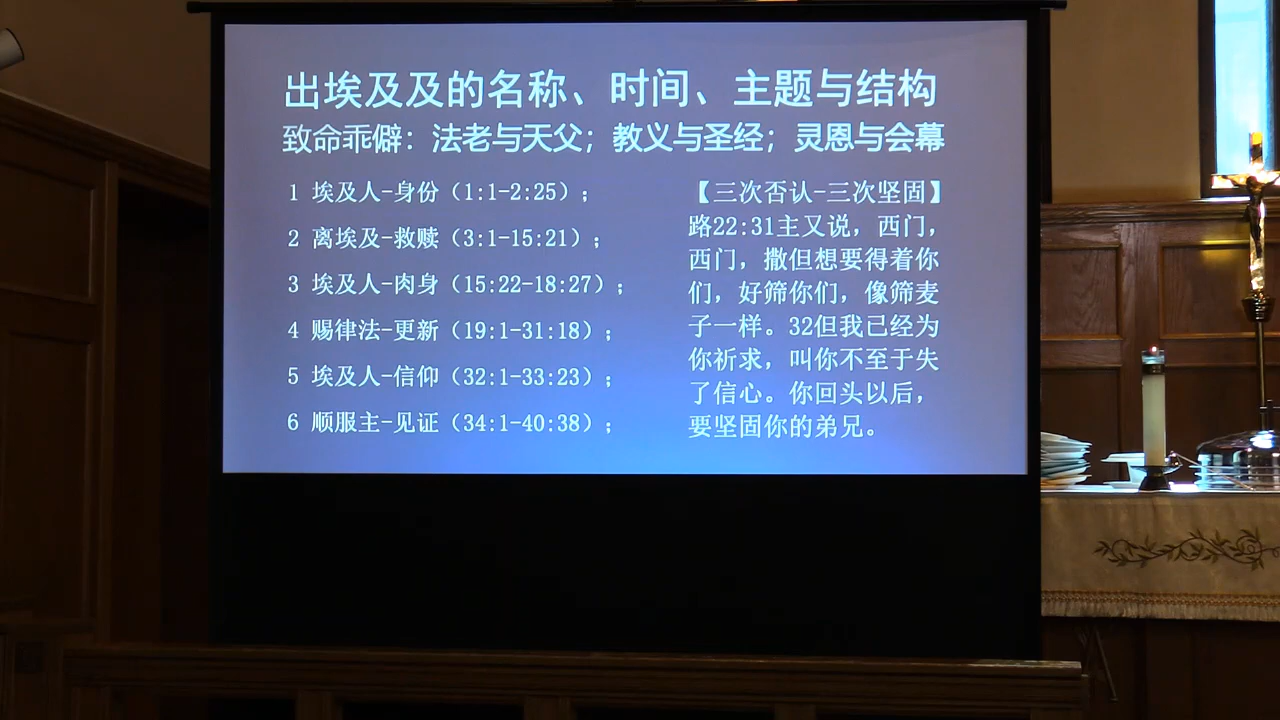 出埃及及的名称、时间、主题与结构
致命乖僻：法老与天父；教义与圣经；灵恩与会幕
1 埃及人-身份（1:1-2:25）；
2 离埃及-救赎（3:1-15:21）；
3 埃及人-肉身（15:22-18:27）；
4 赐律法-更新（19:1-31:18）；
5 埃及人-信仰（32:1-33:23）；
6 顺服主-见证（34:1-40:38）；
【三次否认-三次坚固】
路22:31主又说，西门，
西门，撒但想要得着你
们，好筛你们，像筛麦
子一样。32但我已经为
你祈求，叫你不至于失
了信心。你回头以后，
要坚固你的弟兄。